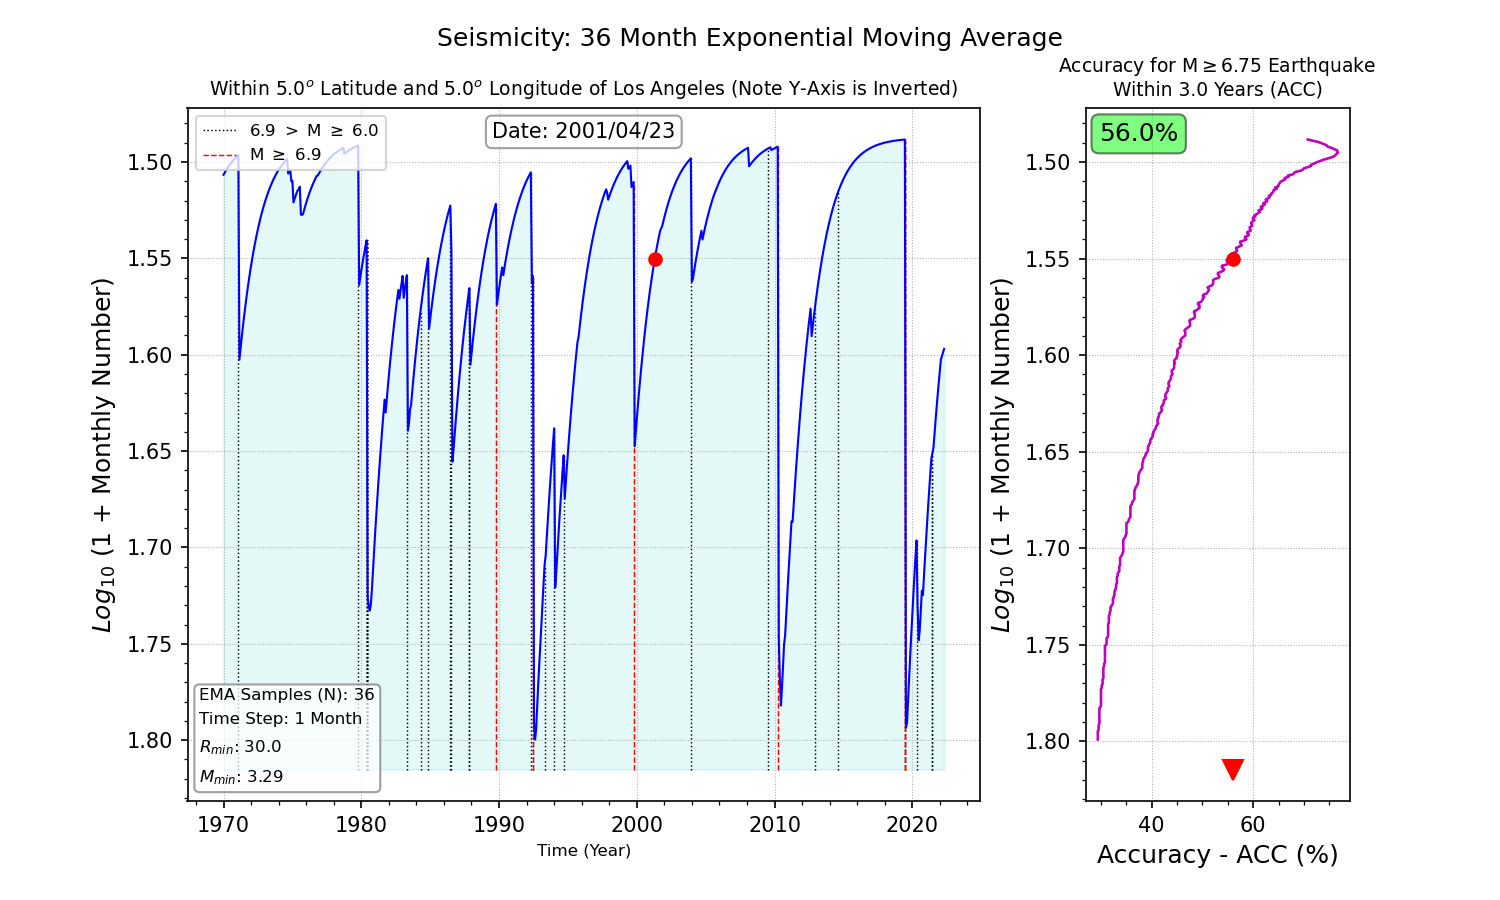 Seismicity: 36 Month Exponential Moving Average
Within 5.0° Latitude and 5.0° Longitude of Los Angeles (Note Y-Axis is Inverted)
6.9 > M ≥ 6.0
M ≥ 6.9
Date: 2001/04/23
1.50
1.55
1.60
1.65
1.70
1.75
1.80
Log10 (1 + Monthly Number)
EMA Samples (N): 36
Time Step: 1 Month
Rmin: 30.0
Mmin: 3.29
1970
1980
1990
2000
2010
2020
Time (Year)
Accuracy for M ≥ 6.75 Earthquake
Within 3.0 Years (ACC)
56.0%
1.50
1.55
1.60
1.65
1.70
1.75
1.80
Log10 (1 + Monthly Number)
40
60
Accuracy - ACC (%)